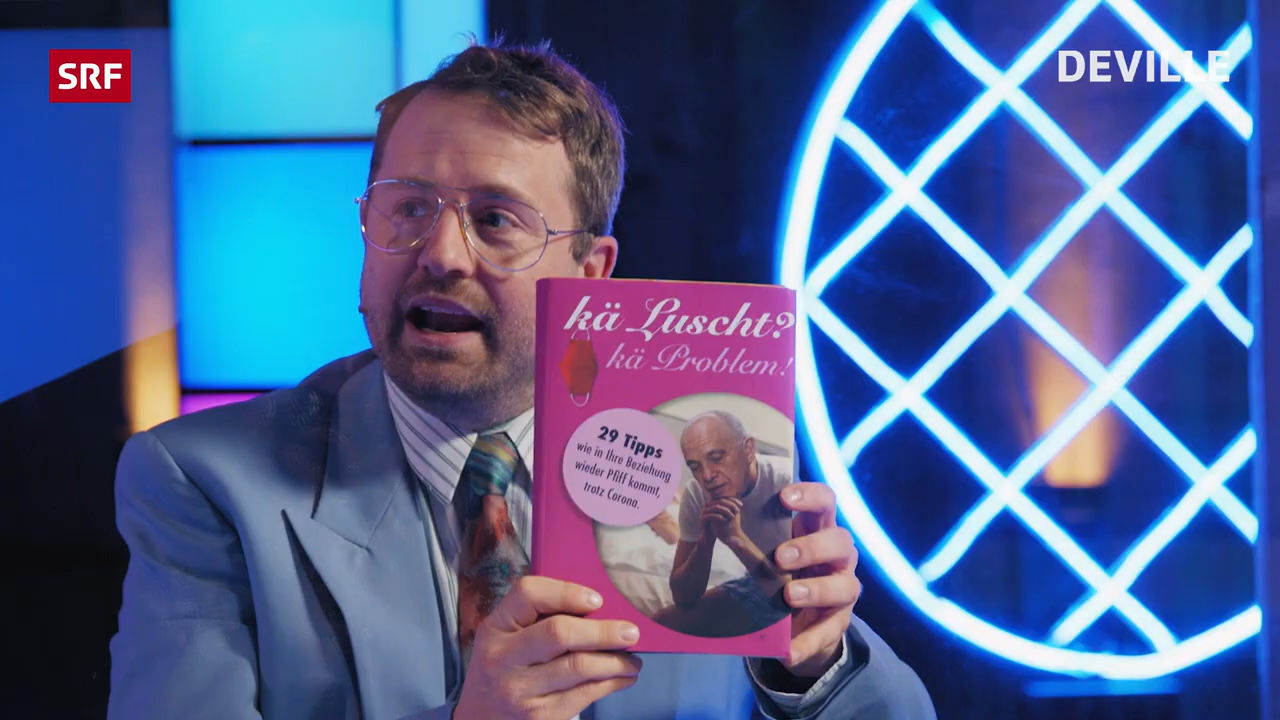 SRF
DEVILLE
kä Luscht?
kä Problem!
29 Tipps
wie in Ihre Beziehung
wieder Pfiff kommt,
trotz Corona.